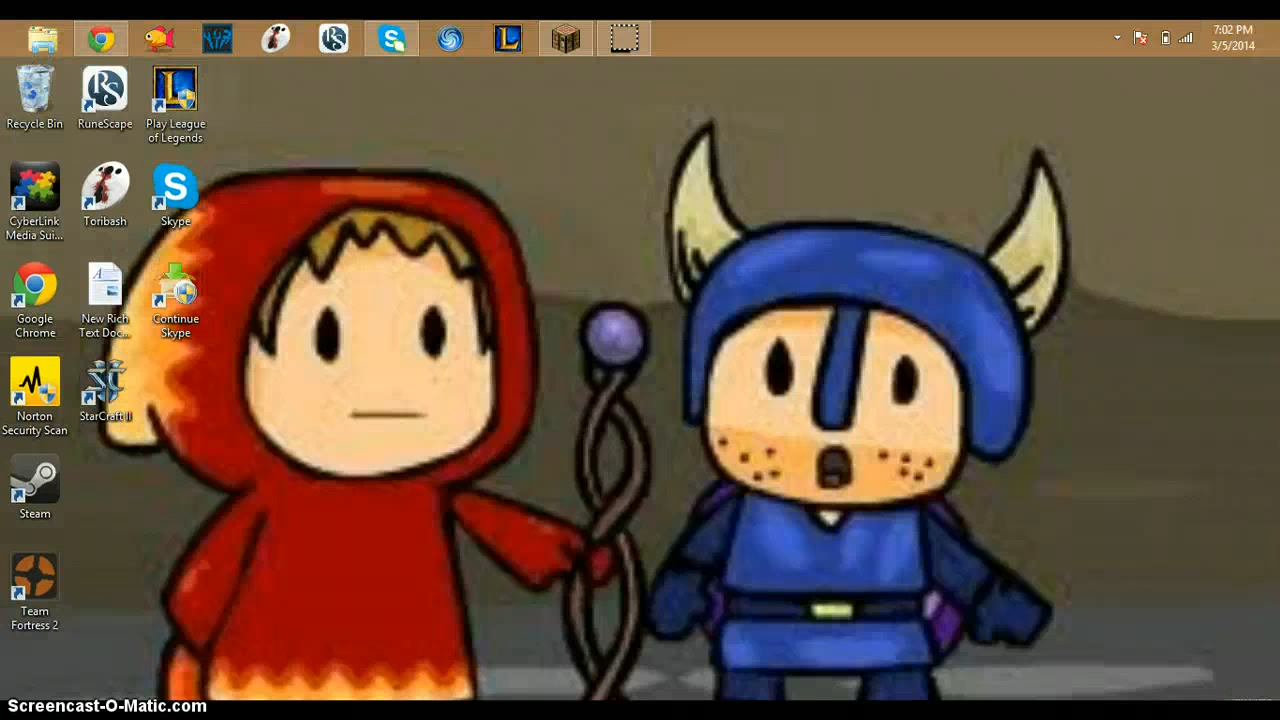 7:02 PM
3/5/2014
Recycle Bin
RuneScape
Play League
of Legends
CyberLink
Media Sui...
Toribash
Skype
Google
Chrome
New Rich
Text Doc...
Continue
Skype
Norton
Security Scan
StarCraft II
Steam
Team
Fortress 2
Screencast-O-Matic.com